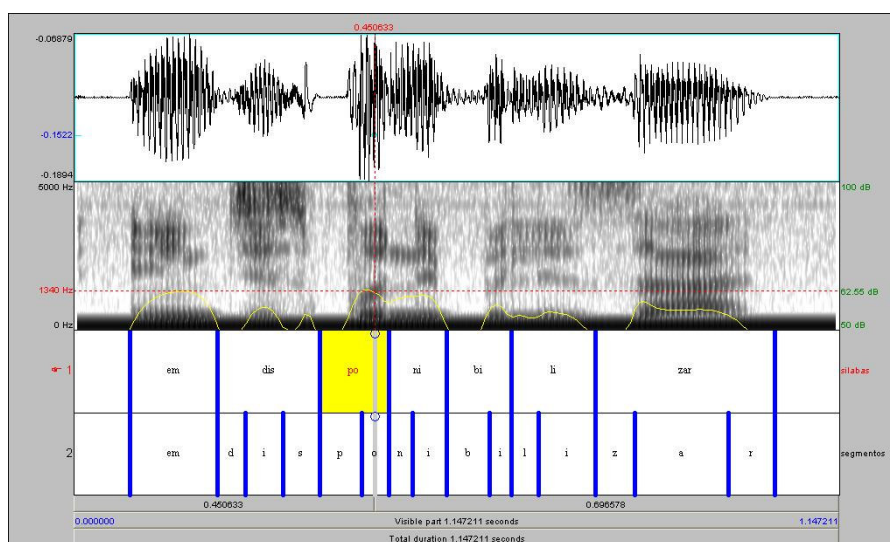 0.450633
-0.06879
-0.1522
-0.1894
5000 Hz 100 dB
1340 Hz 62.55 dB
0 Hz 50 dB
1 em dis po ni bi li zar sílabas
2 em d i s p o n i b i l i z a r segmentos
0.450633 0.696578
0.000000 Visible part 1.147211 seconds 1.147211
Total duration 1.147211 seconds